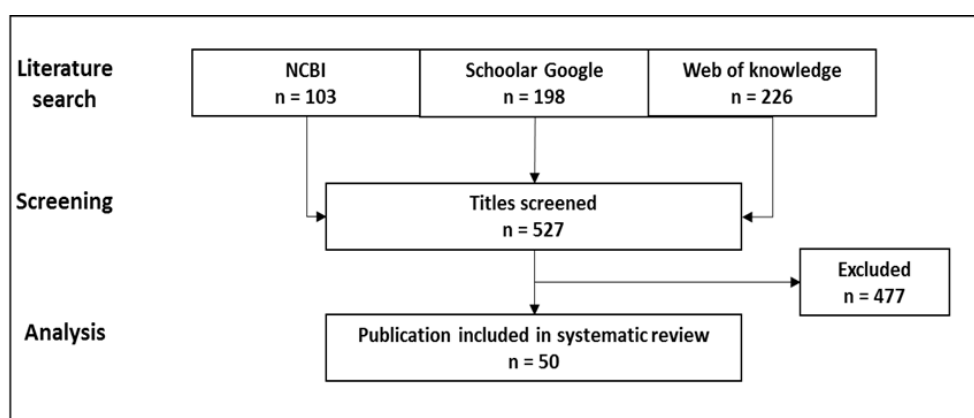 Literature
search
NCBI
n = 103
Schoolar Google
n = 198
Web of knowledge
n = 226
Screening
Titles screened
n = 527
Excluded
n = 477
Analysis
Publication included in systematic review
n = 50